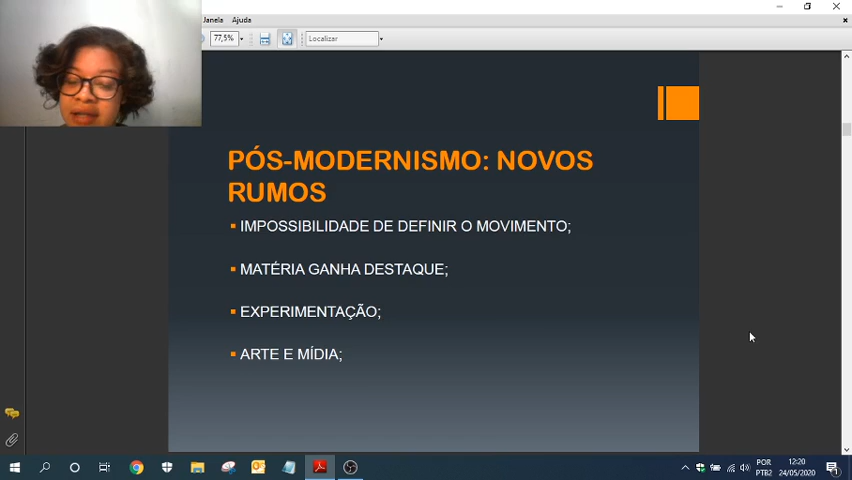 Janela Ajuda
77,5%
Localizar
PÓS-MODERNISMO: NOVOS
RUMOS
IMPOSSIBILIDADE DE DEFINIR O MOVIMENTO;
MATÉRIA GANHA DESTAQUE;
EXPERIMENTAÇÃO;
ARTE E MÍDIA;
POR
PTB2
12:20
24/05/2020
1